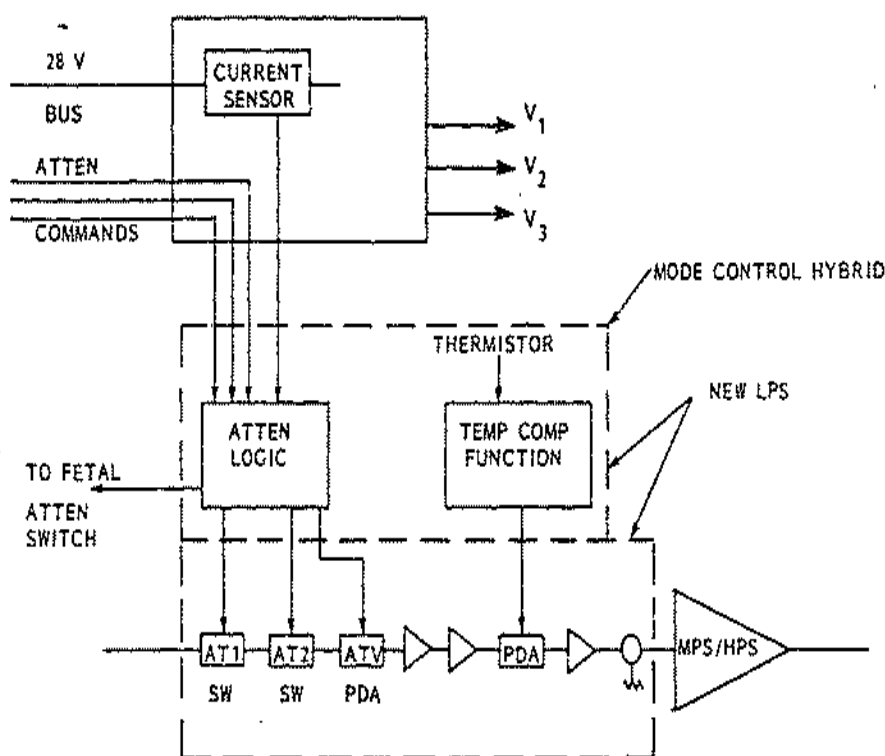 28 V
BUS
CURRENT
SENSOR
V1
V2
V3
ATTEN
COMMANDS
MODE CONTROL HYBRID
THERMISTOR
NEW LPS
ATTEN
LOGIC
TEMP COMP
FUNCTION
TO FETAL
ATTEN
SWITCH
AT1
AT2
ATV
PDA
MPS/HPS
SW
SW
PDA